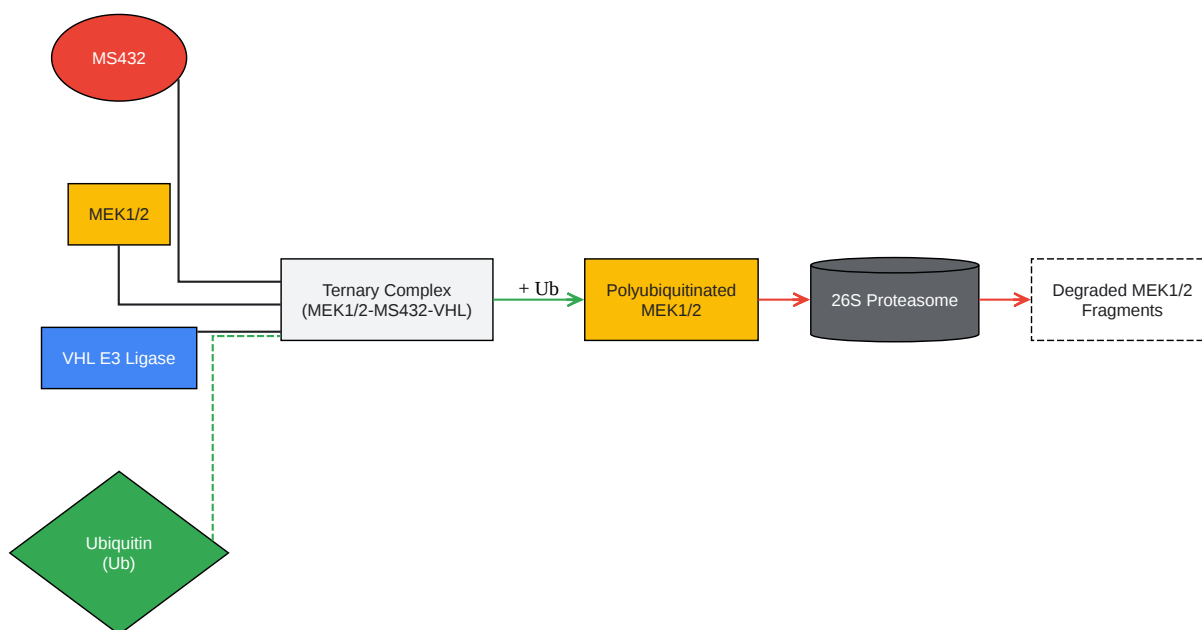 MS432
MEK1/2
VHL E3 Ligase
Ubiquitin
(Ub)
Ternary Complex
(MEK1/2-MS432-VHL)
+ Ub
Polyubiquitinated
MEK1/2
26S Proteasome
Degraded MEK1/2
Fragments